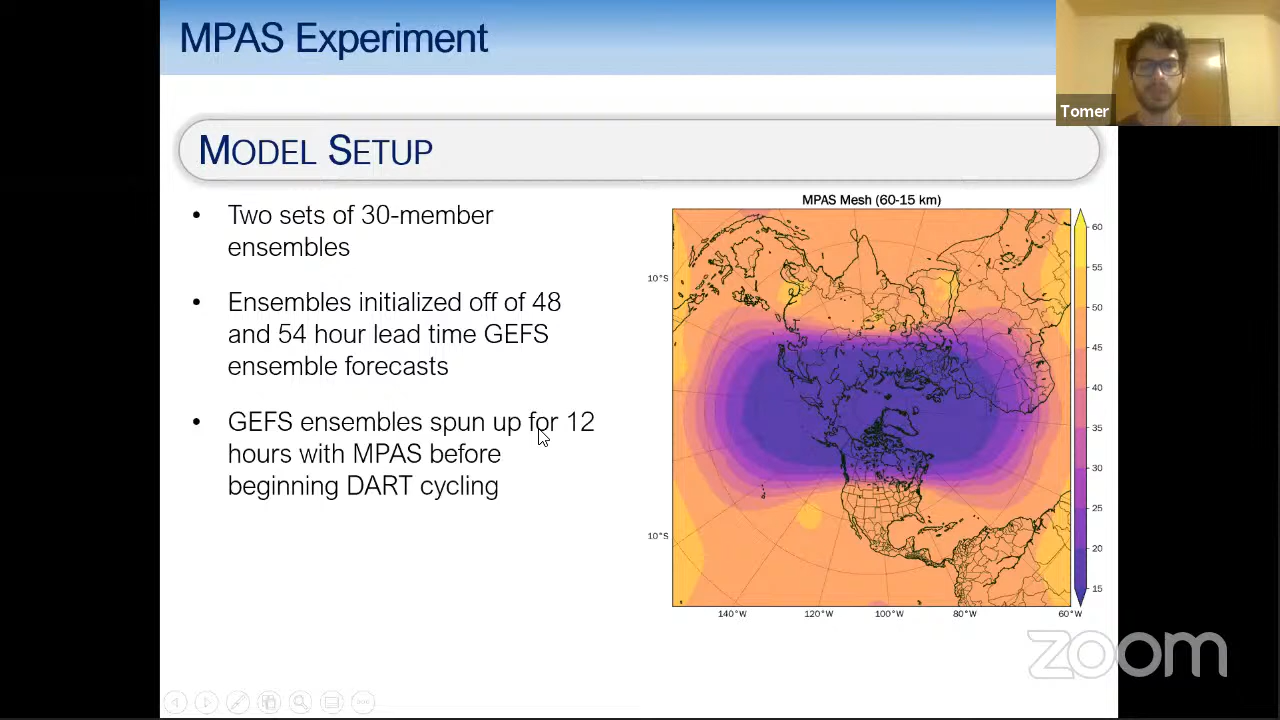 MPAS Experiment
Tomer
MODEL SETUP
• Two sets of 30-member
ensembles
• Ensembles initialized off of 48
and 54 hour lead time GEFS
ensemble forecasts
• GEFS ensembles spun up for 12
hours with MPAS before
beginning DART cycling
MPAS Mesh (60-15 km)
10°S
10°S
140°W 120°W 100°W 80°W 60°W
60
55
50
45
40
35
30
25
20
15
zoom